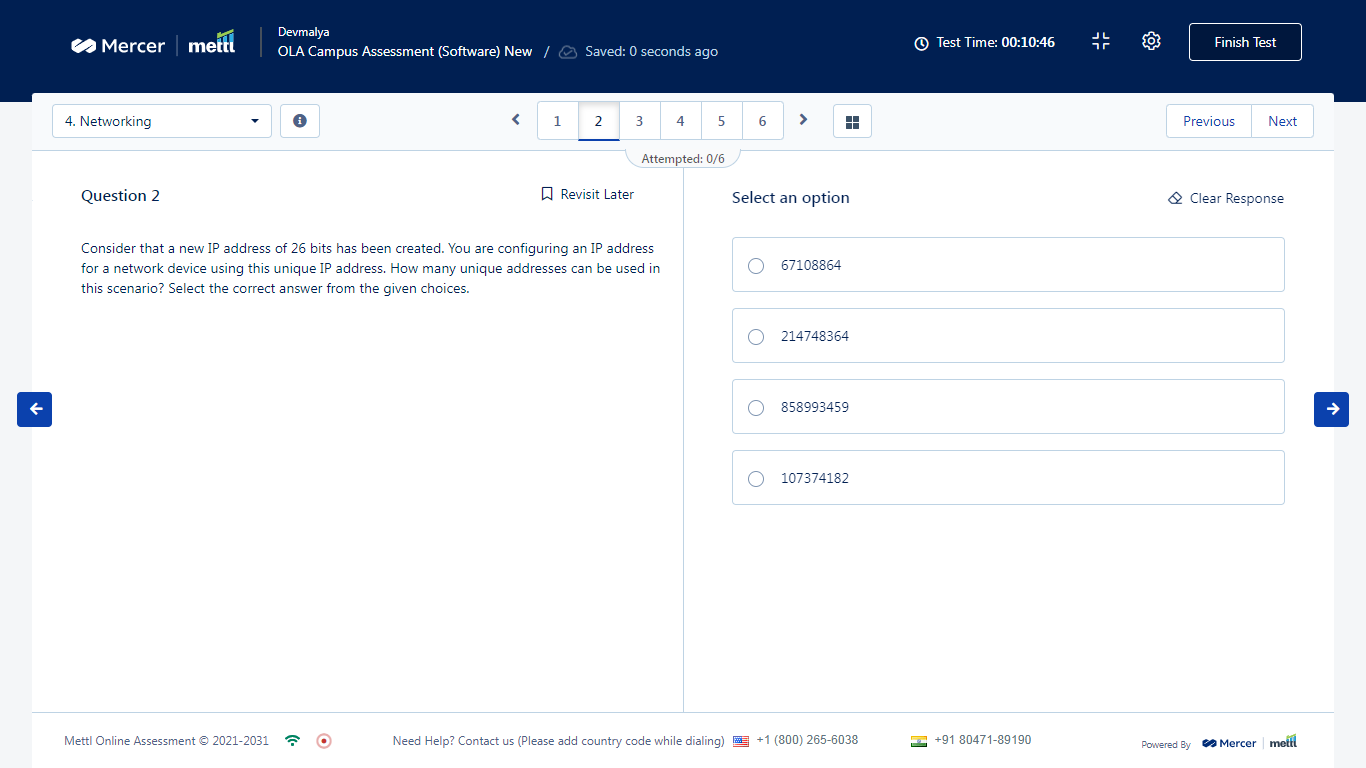 Mercer
mettl
Devmalya
OLA Campus Assessment (Software) New / Saved: 0 seconds ago
Test Time: 00:10:46
Finish Test
4. Networking
1 2 3 4 5 6
Previous Next
Attempted: 0/6
Question 2
Revisit Later
Consider that a new IP address of 26 bits has been created. You are configuring an IP address
for a network device using this unique IP address. How many unique addresses can be used in
this scenario? Select the correct answer from the given choices.
Select an option
Clear Response
67108864
214748364
858993459
107374182
Mettl Online Assessment © 2021-2031
Need Help? Contact us (Please add country code while dialing) +1 (800) 265-6038
+91 80471-89190
Powered By Mercer mettl